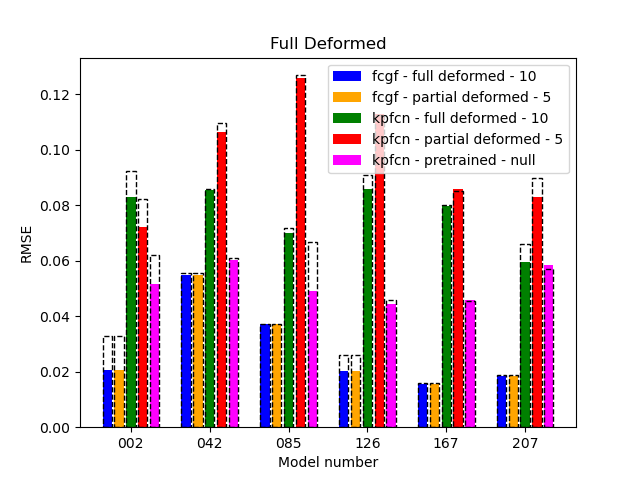 Full Deformed
fcgf - full deformed - 10
fcgf - partial deformed - 5
kpfcn - full deformed - 10
kpfcn - partial deformed - 5
kpfcn - pretrained - null
RMSE
0.12
0.10
0.08
0.06
0.04
0.02
0.00
002 042 085 126 167 207
Model number